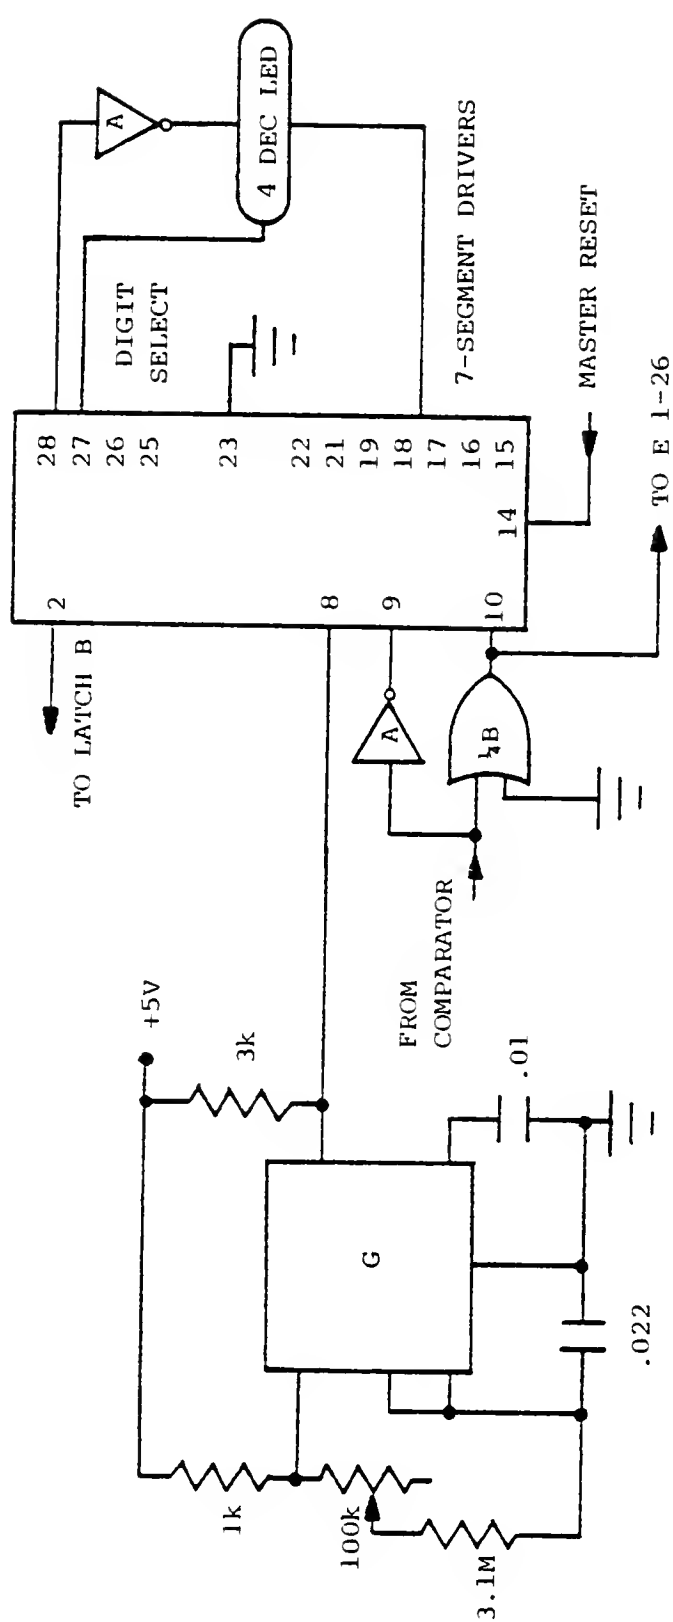 +5V
1k
3k
100k
3.1M
G
.022
.01
FROM
COMPARATOR
TO LATCH B
A
¼B
2
8
9
10
14
28
27
26
25
23
22
21
19
18
17
16
15
DIGIT
SELECT
A
4 DEC LED
7-SEGMENT DRIVERS
MASTER RESET
TO E 1-26